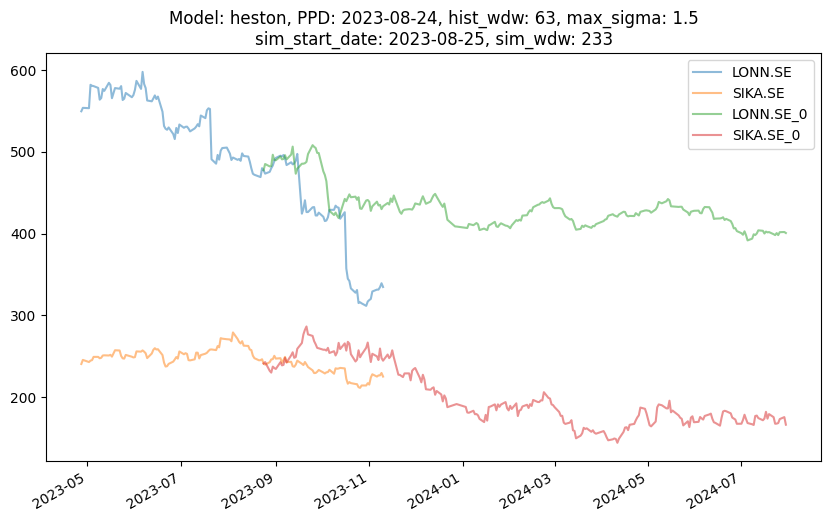 Model: heston, PPD: 2023-08-24, hist_wdw: 63, max_sigma: 1.5
sim_start_date: 2023-08-25, sim_wdw: 233
LONN.SE
SIKA.SE
LONN.SE_0
SIKA.SE_0
600
500
400
300
200
2023-05
2023-07
2023-09
2023-11
2024-01
2024-03
2024-05
2024-07